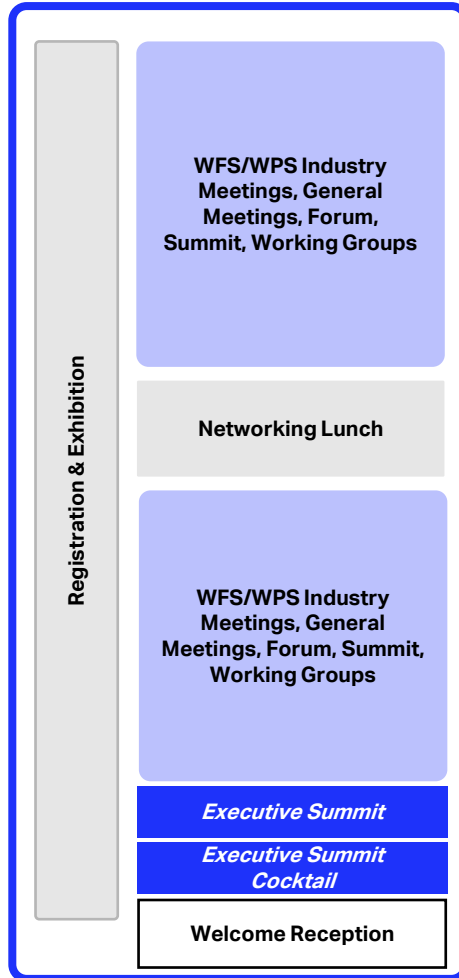 Registration & Exhibition
WFS/WPS Industry
Meetings, General
Meetings, Forum,
Summit, Working Groups
Networking Lunch
WFS/WPS Industry
Meetings, General
Meetings, Forum, Summit,
Working Groups
Executive Summit
Executive Summit
Cocktail
Welcome Reception